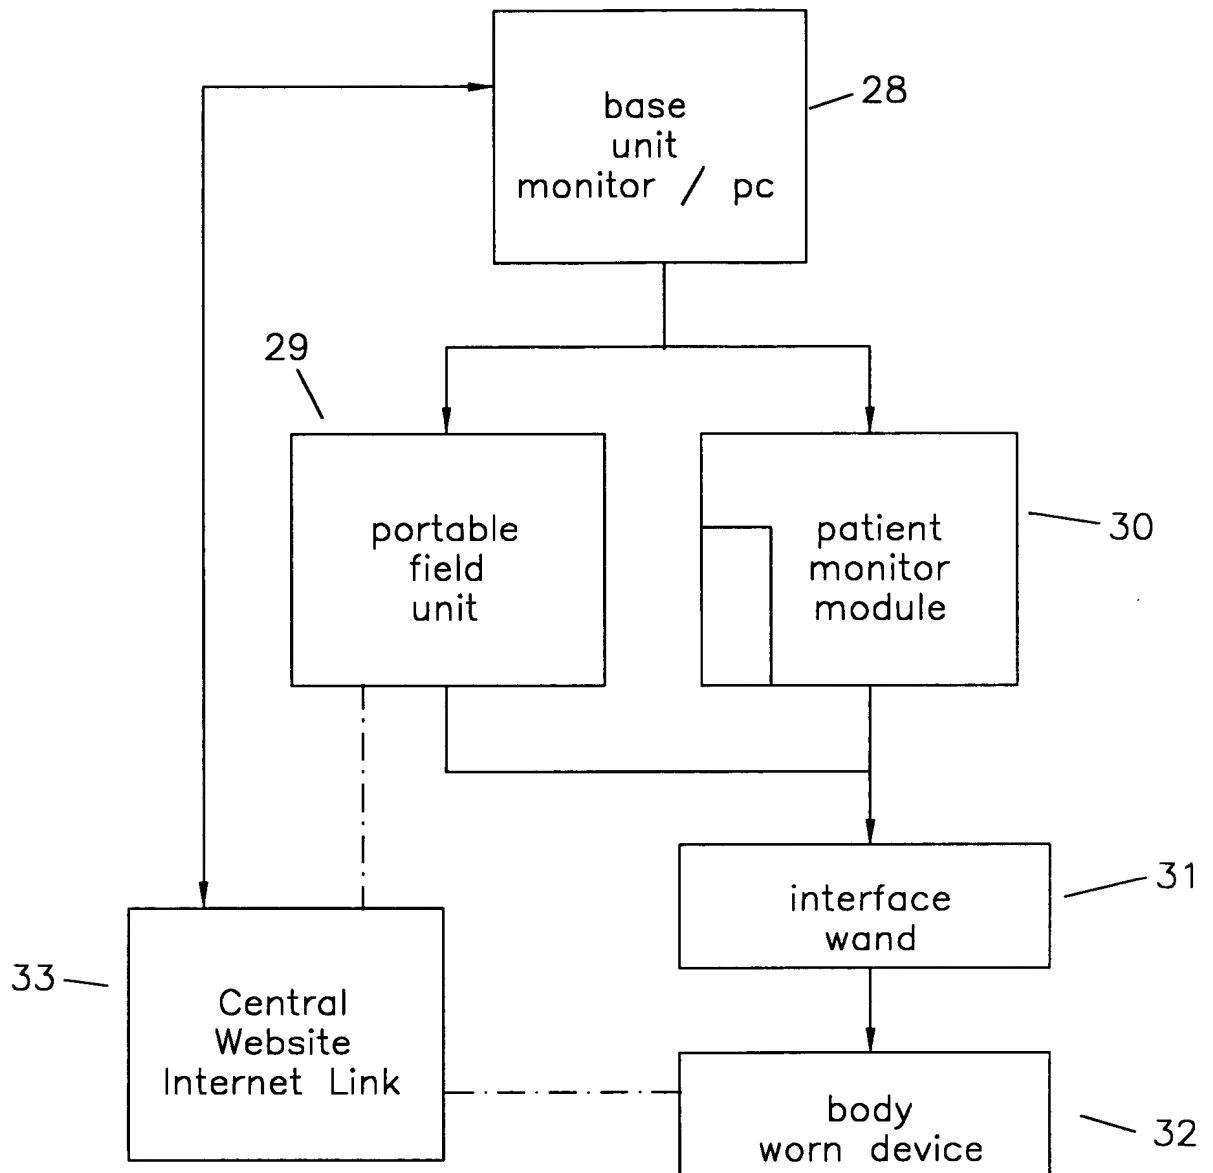 base
unit
monitor / pc
28
29
portable
field
unit
patient
monitor
module
30
interface
wand
31
33
Central
Website
Internet Link
body
worn device
32